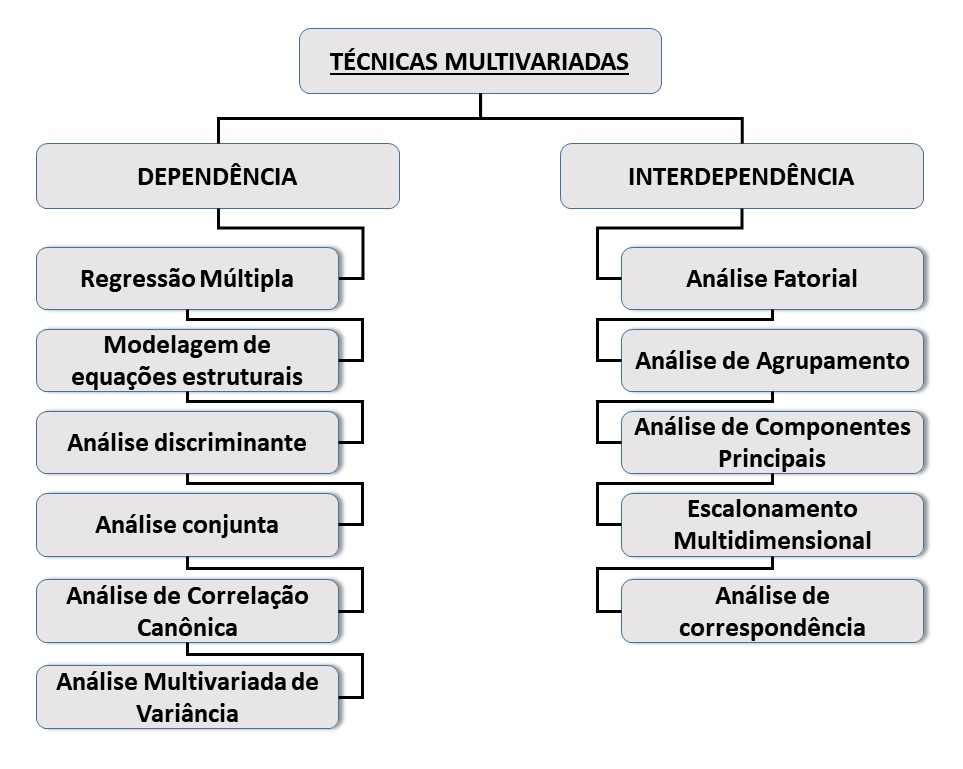 TÉCNICAS MULTIVARIADAS
DEPENDÊNCIA
Regressão Múltipla
Modelagem de
equações estruturais
Análise discriminante
Análise conjunta
Análise de Correlação
Canônica
Análise Multivariada de
Variância
INTERDEPENDÊNCIA
Análise Fatorial
Análise de Agrupamento
Análise de Componentes
Principais
Escalonamento
Multidimensional
Análise de
correspondência